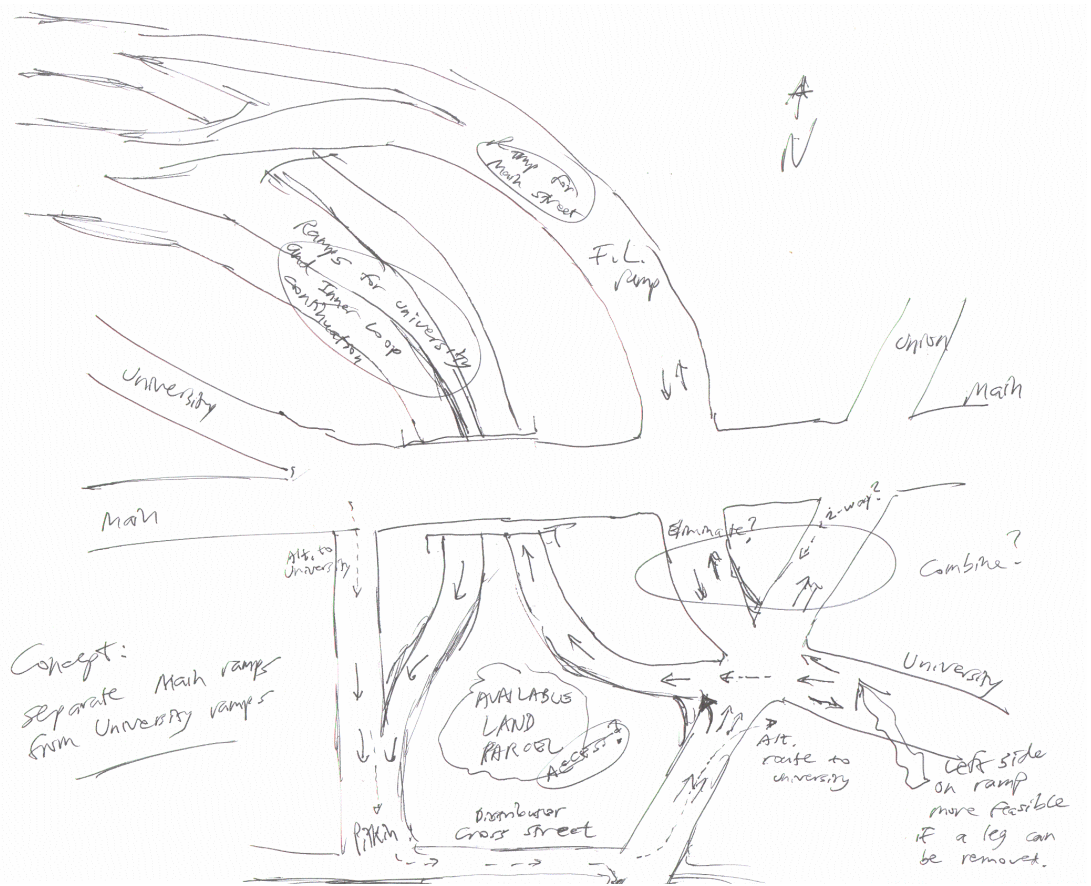 N
Ramp for
Main street
I.L.
ramp
Ramps for university
and Inner Loop
continuation
University
Union
Main
Main
Alt. to
University
Eliminate?
2-way?
Combine?
Concept:
separate Main ramps
from University ramps
AVAILABLE
LAND
PARCEL
ACCESS?
University
Alt.
route to
university
Left side
on ramp
more feasible
if a leg can
be removed.
Pitkin
Distributor
Cross street